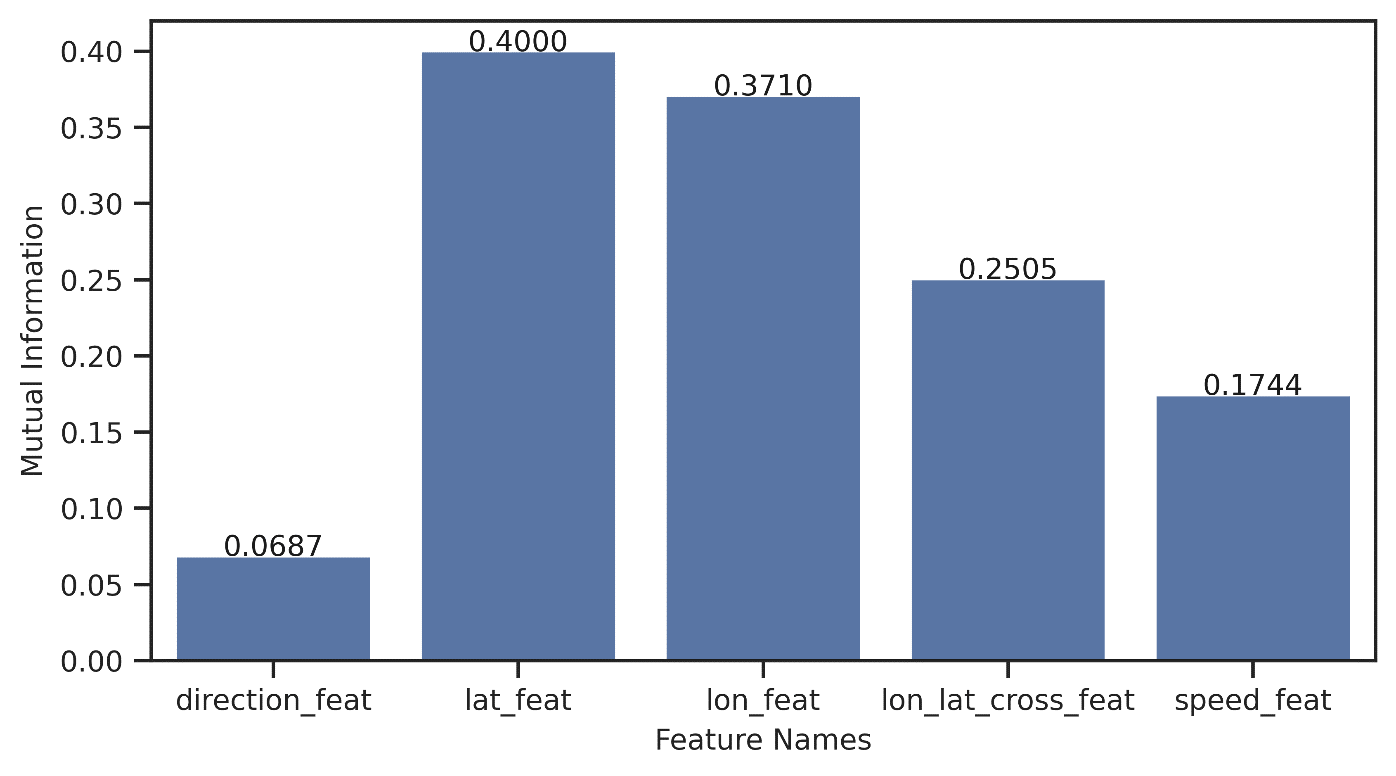 Mutual Information
0.40
0.35
0.30
0.25
0.20
0.15
0.10
0.05
0.00
0.0687
0.4000
0.3710
0.2505
0.1744
direction_feat
lat_feat
lon_feat
lon_lat_cross_feat
speed_feat
Feature Names